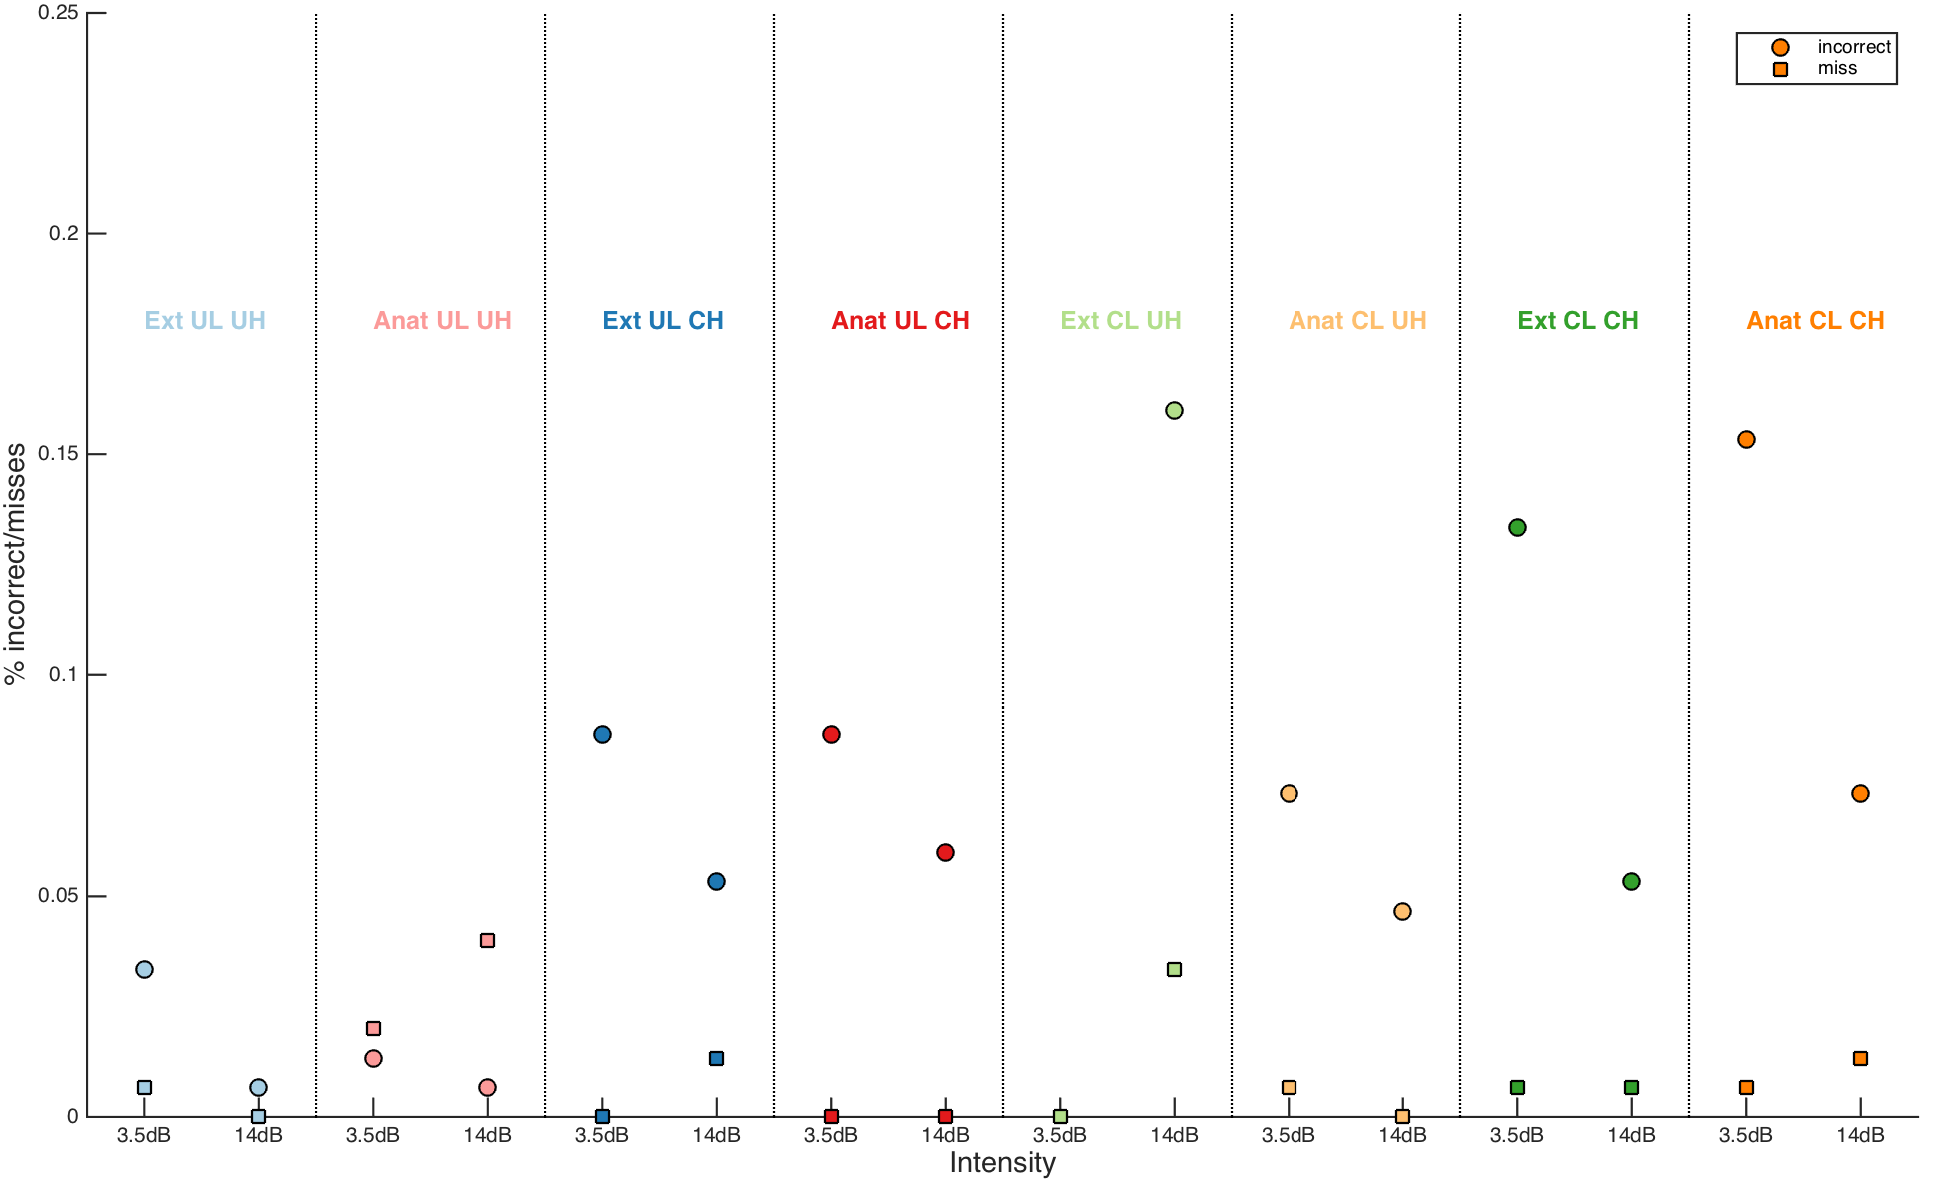 0.25
incorrect
miss
0.2
Ext UL UH
Anat UL UH
Ext UL CH
Anat UL CH
Ext CL UH
Anat CL UH
Ext CL CH
Anat CL CH
0.15
% incorrect/misses
0.1
0.05
0
3.5dB 14dB 3.5dB 14dB 3.5dB 14dB 3.5dB 14dB 3.5dB 14dB 3.5dB 14dB 3.5dB 14dB 3.5dB 14dB
Intensity